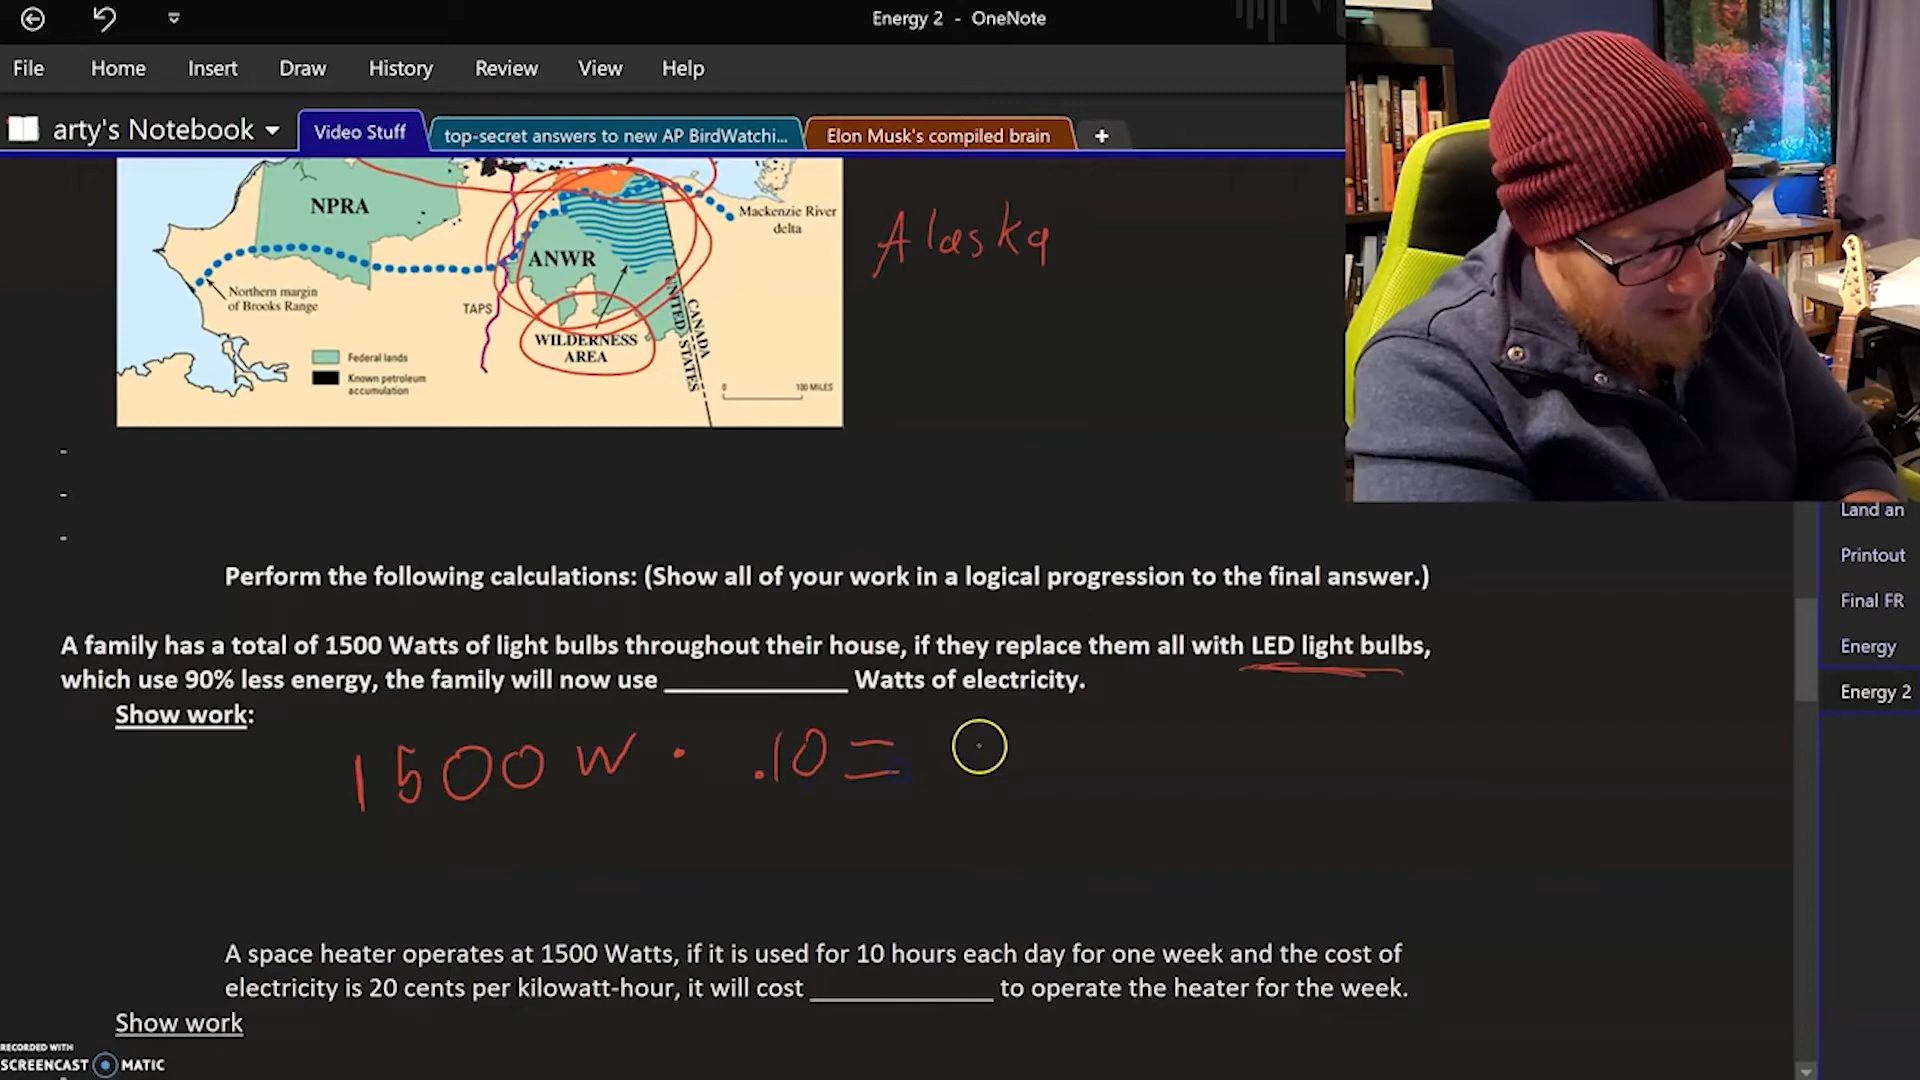 Energy 2 - OneNote
File Home Insert Draw History Review View Help
arty's Notebook Video Stuff top-secret answers to new AP BirdWatchi... Elon Musk's compiled brain +
NPRA
Mackenzie River
delta
Alaska
ANWR
Northern margin
of Brooks Range
TAPS
CANADA
UNITED STATES
WILDERNESS
AREA
Federal lands
Known petroleum
accumulation
0 100 MILES
-
-
-
Land an
Printout
Final FR
Energy
Energy 2
Perform the following calculations: (Show all of your work in a logical progression to the final answer.)
A family has a total of 1500 Watts of light bulbs throughout their house, if they replace them all with LED light bulbs,
which use 90% less energy, the family will now use ____________ Watts of electricity.
Show work:
1500 W · .10 =
A space heater operates at 1500 Watts, if it is used for 10 hours each day for one week and the cost of
electricity is 20 cents per kilowatt-hour, it will cost ____________ to operate the heater for the week.
Show work
RECORDED WITH
SCREENCAST MATIC